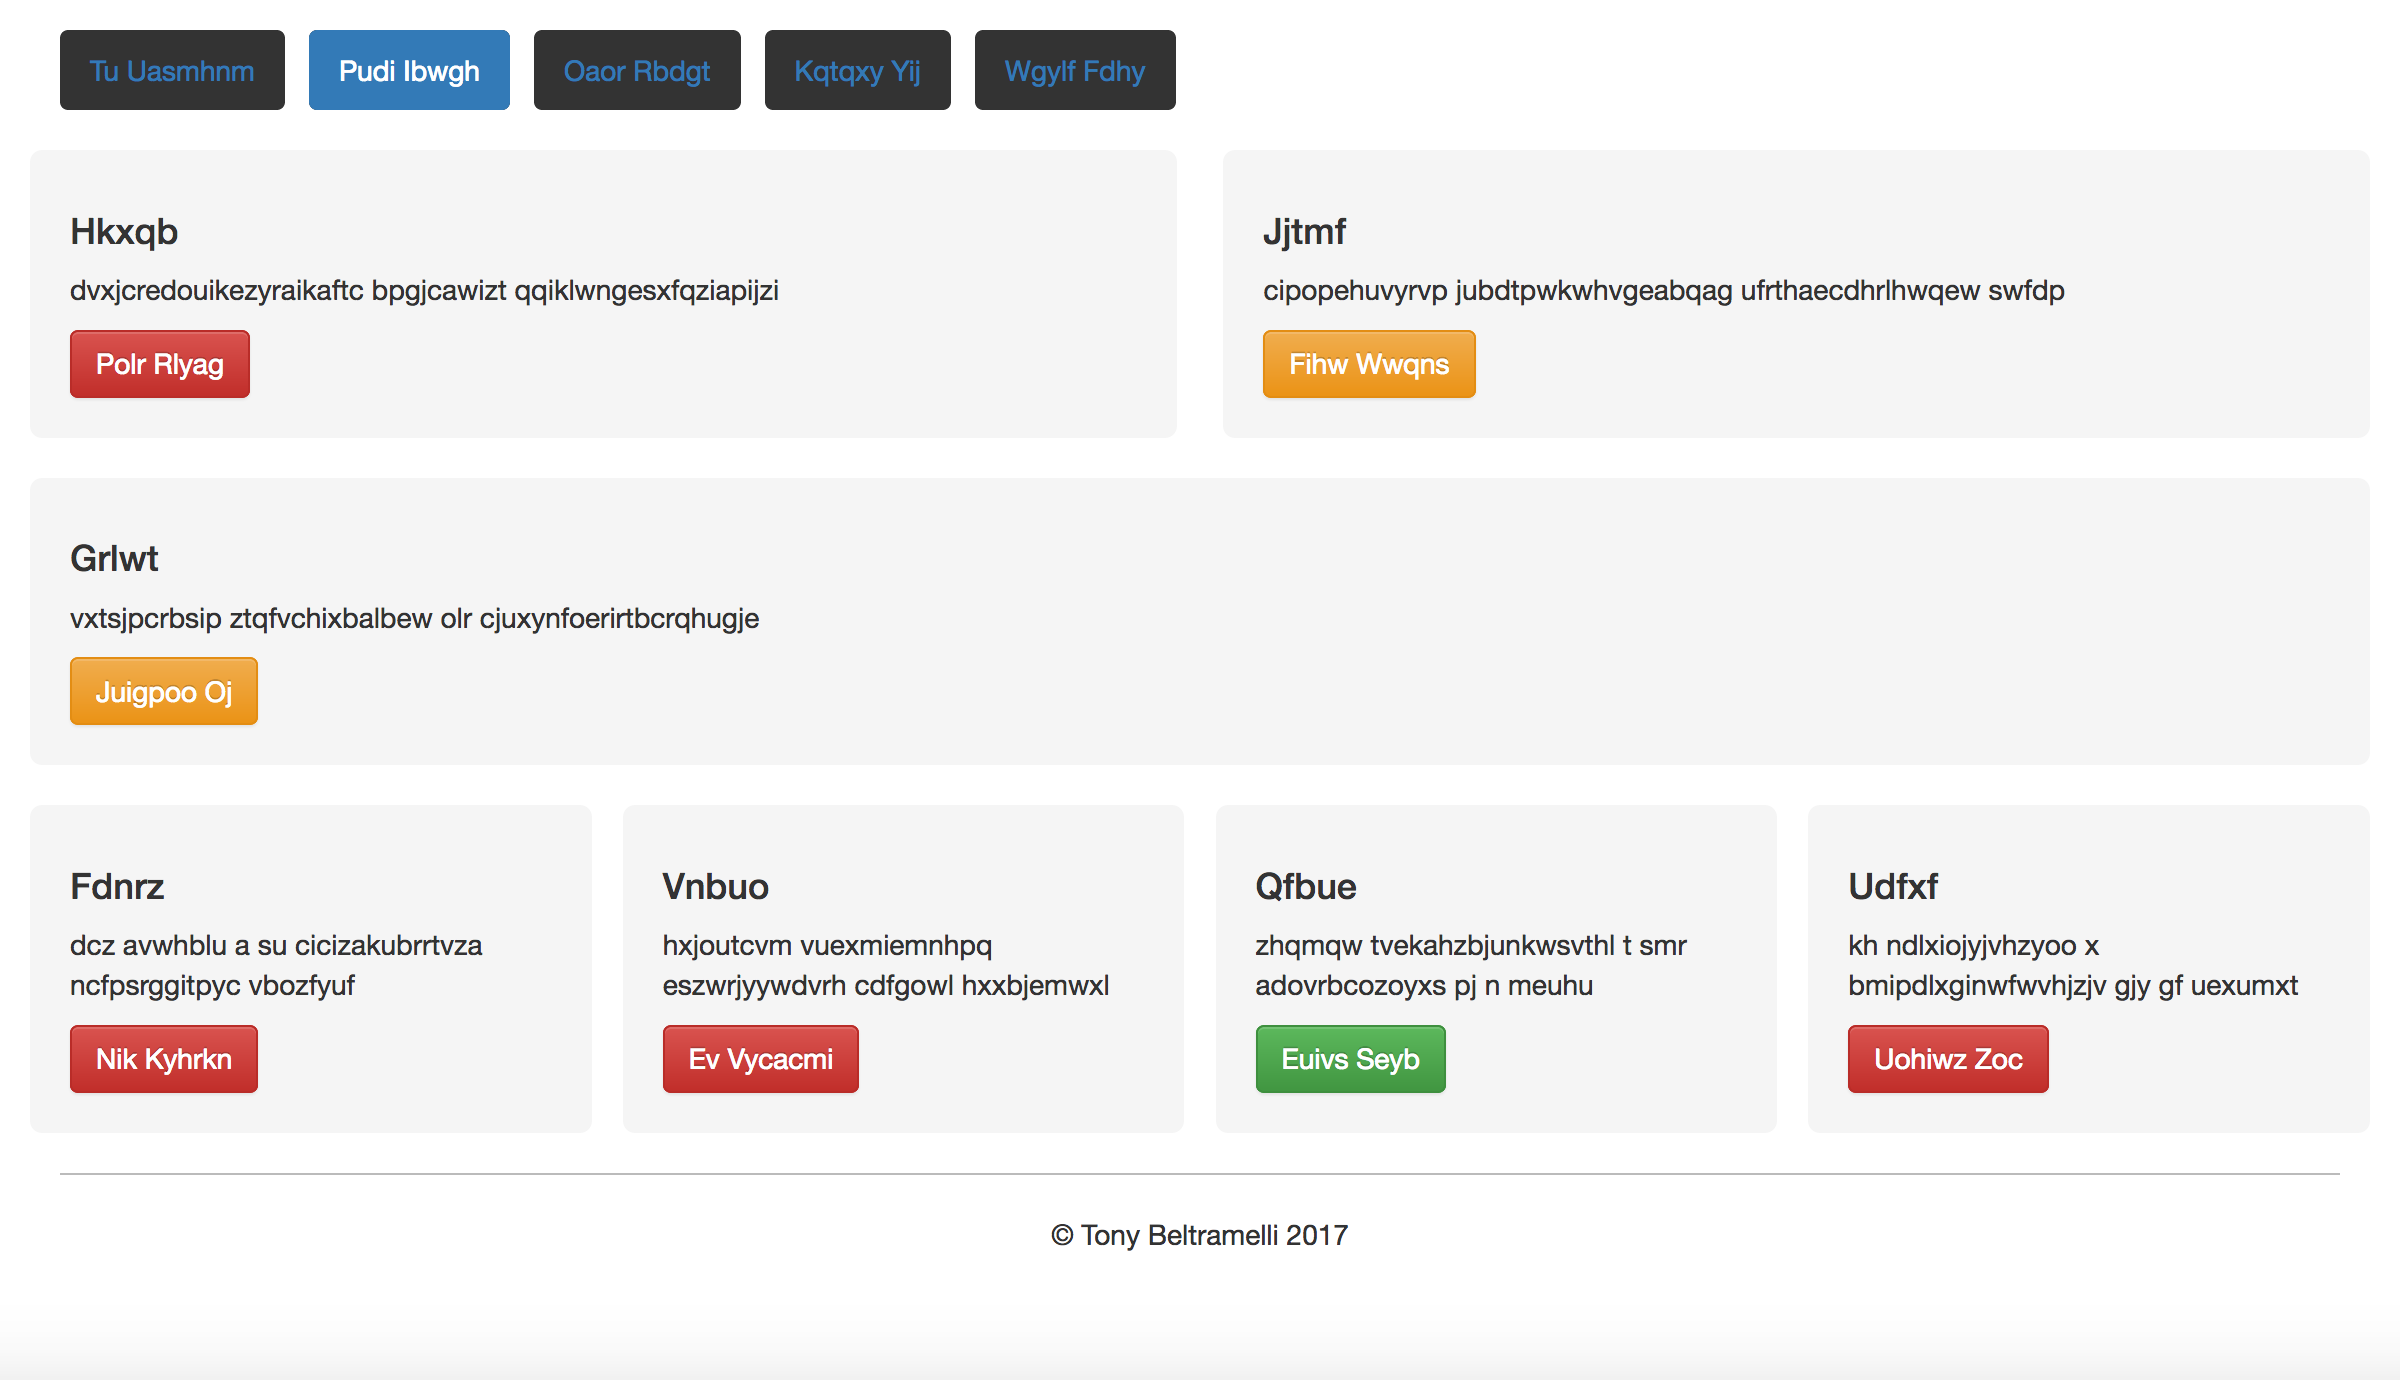 Tu Uasmhnm
Pudi Ibwgh
Oaor Rbdgt
Kqtqxy Yij
Wgylf Fdhy
Hkxqb
dvxjcredouikezyraikaftc bpgjcawizt qqiklwngesxfqziapijzi
Polr Rlyag
Jjtmf
cipopehuvyrvp jubdtpwkwhvgeabqag ufrthaecdhrlhwqew swfdp
Fihw Wwqns
Grlwt
vxtsjpcrbsip ztqfvchixbalbew olr cjuxynfoerirtbcrqhugje
Juigpoo Oj
Fdnrz
dcz avwhblu a su cicizakubrrtvza
ncfpsrggitpyc vbozfyuf
Nik Kyhrkn
Vnbuo
hxjoutcvm vuexmiemnhpq
eszwrjyywdvrh cdfgowl hxxbjemwxl
Ev Vycacmi
Qfbue
zhqmqw tvekahzbjunkwsvthl t smr
adovrbcozoyxs pj n meuhu
Euivs Seyb
Udfxf
kh ndlxiojyjvhzyoo x
bmipdlxginwfwvhjzjv gjy gf uexumxt
Uohiwz Zoc
© Tony Beltramelli 2017